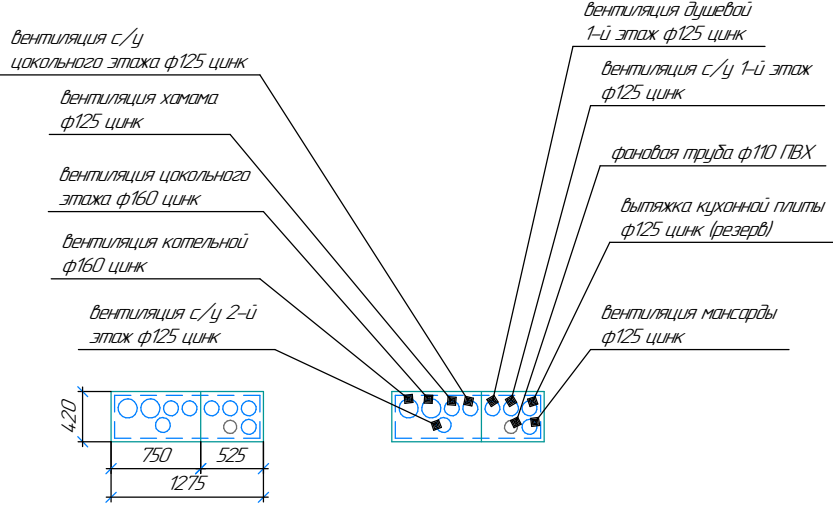 вентиляция с/у
цокольного этажа ф125 цинк
вентиляция хамама
ф125 цинк
вентиляция цокольного
этажа ф160 цинк
вентиляция котельной
ф160 цинк
вентиляция с/у 2-й
этаж ф125 цинк
вентиляция душевой
1-й этаж ф125 цинк
вентиляция с/у 1-й этаж
ф125 цинк
фановая труба ф110 ПВХ
вытяжка кухонной плиты
ф125 цинк (резерв)
вентиляция мансарды
ф125 цинк
420
750
525
1275